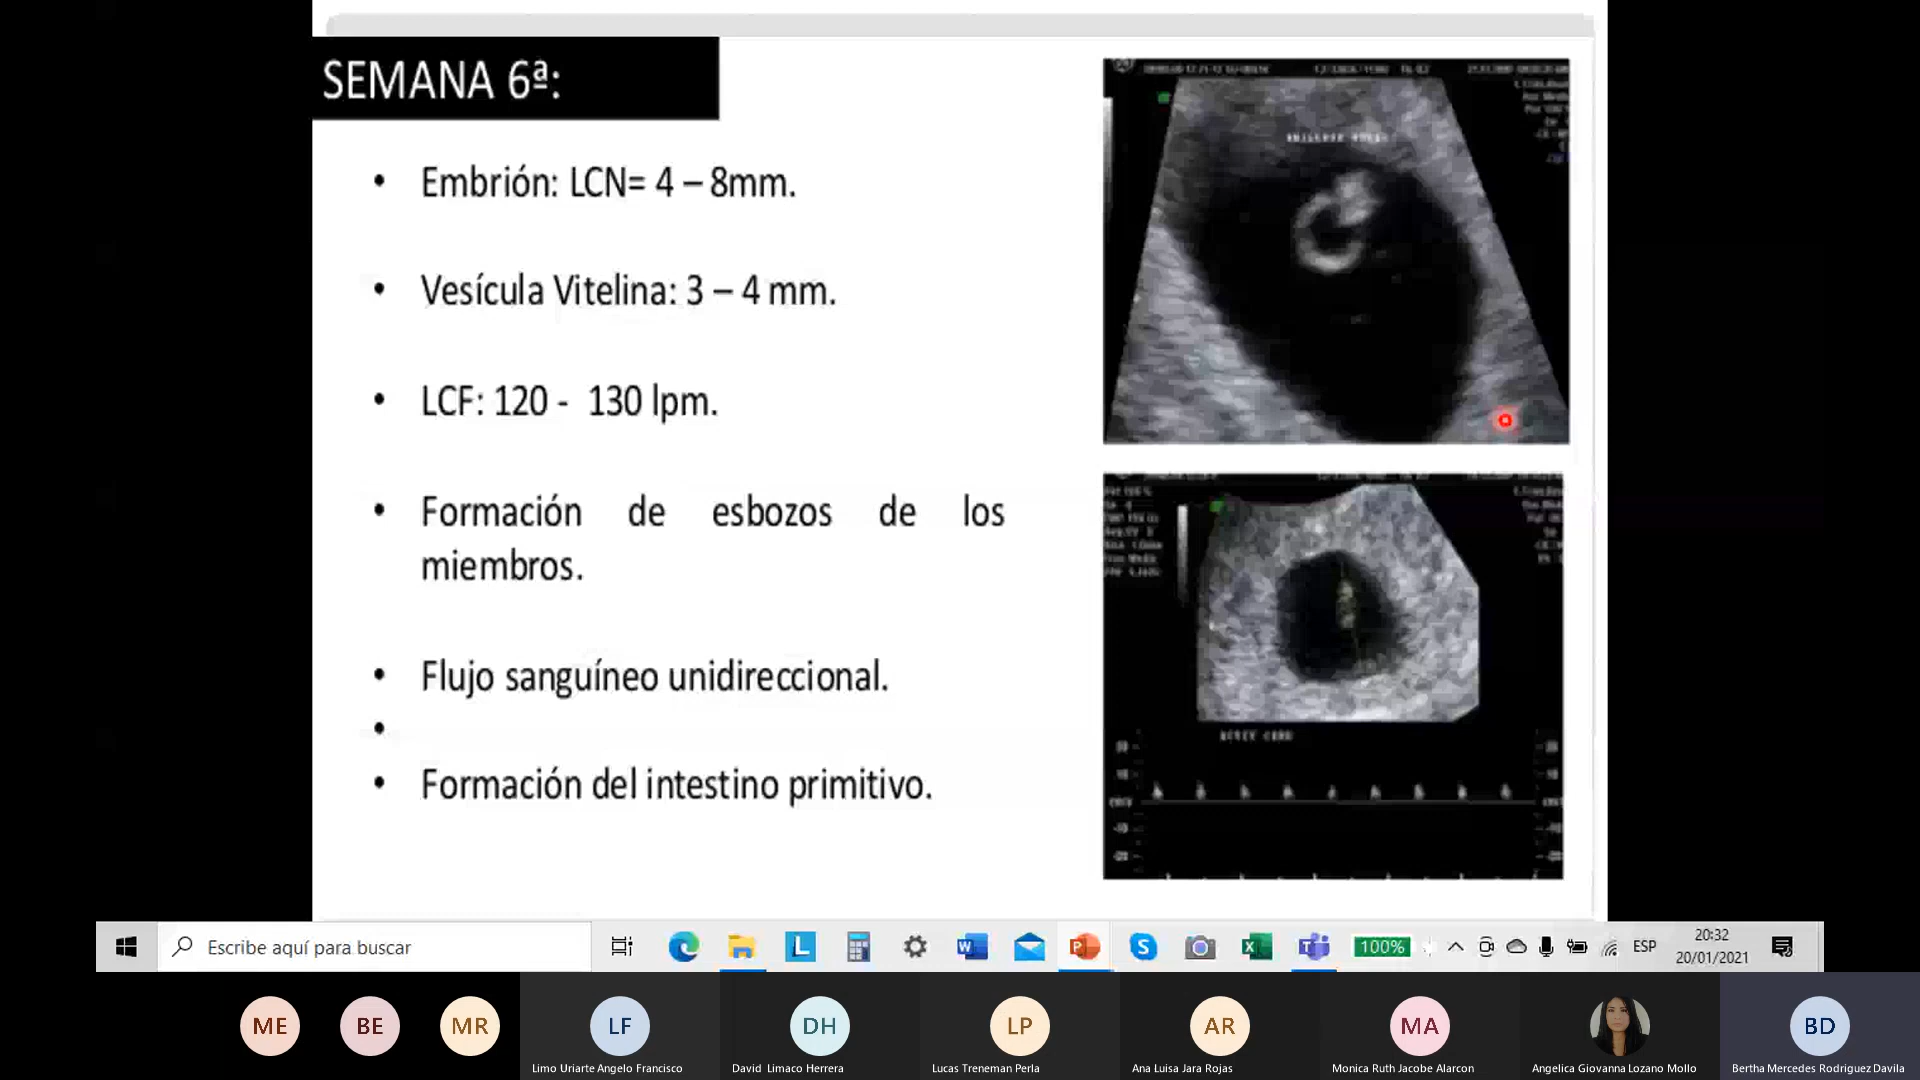 SEMANA 6ª:
• Embrión: LCN= 4 – 8mm.
• Vesícula Vitelina: 3 – 4 mm.
• LCF: 120 - 130 lpm.
• Formación de esbozos de los
miembros.
• Flujo sanguíneo unidireccional.
•
• Formación del intestino primitivo.
Escribe aquí para buscar
100%
ESP
20:32
20/01/2021
ME
BE
MR
LF
DH
LP
AR
MA
BD
Limo Uriarte Angelo Francisco
David Limaco Herrera
Lucas Treneman Perla
Ana Luisa Jara Rojas
Monica Ruth Jacobe Alarcon
Angelica Giovanna Lozano Mollo
Bertha Mercedes Rodriguez Davila